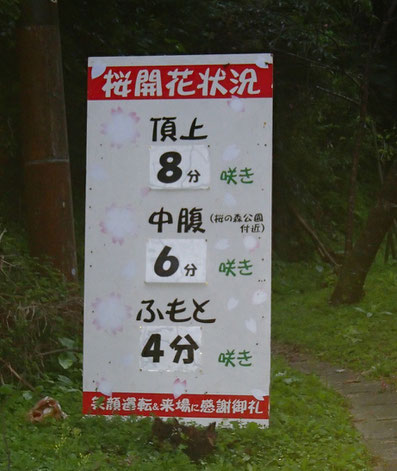 桜開花状況
頂上
8分咲き
中腹(桜の森公園付近)
6分咲き
ふもと
4分咲き
笑顔運転&来場に感謝御礼